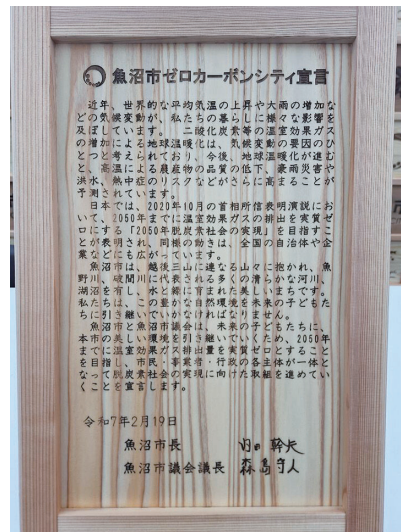 魚沼市ゼロカーボンシティ宣言
近年、世界的な平均気温の上昇や大雨の増加な
どの気候変動が、私たちの暮らしに様々な影響を
及ぼしています。　二酸化炭素等の温室効果ガス
の増加による地球温暖化は、気候変動の要因のひ
とつと考えられており、今後、地球温暖化が進む
と、高温による農産物の品質の低下、豪雨災害や
洪水、熱中症のリスクなどがさらに高まることが
予測されています。
日本では、2020年10月の首相所信表明演説にお
いて、2050年までに温室効果ガスの排出を実質ゼ
ロにする「2050年脱炭素社会の実現」を目指すこ
とが表明され、同様の動きは、全国の自治体や企
業などにも広がっています。
魚沼市は、越後三山に連なる山々に抱かれ、魚
野川、破間川に代表される多くの清らかな河川、
湖沼を有し、水と緑に育まれた美しいまちです。
私たちは、この豊かな自然環境を未来の子どもた
ちに引き継いでいかなければなりません。
魚沼市と魚沼市議会は、未来の子どもたちに、
本市の美しい環境を引き継いでいくため、2050年
までに温室効果ガス排出量を実質ゼロとすること
を目指し、市民・事業者・行政の各主体が一体と
なって脱炭素社会の実現に向けた取組を進めてい
くことを宣言します。
令和7年2月19日
魚沼市長　内田幹夫
魚沼市議会議長　森島守人